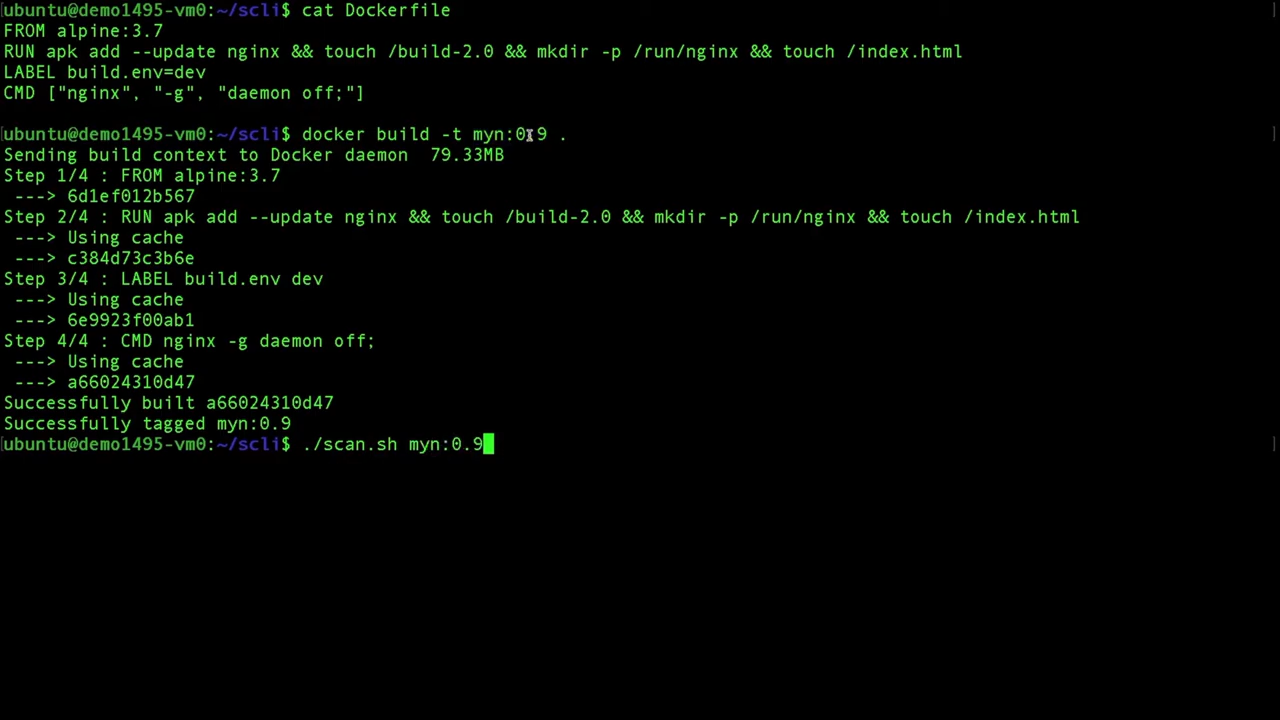 ubuntu@demo1495-vm0:~/scli$ cat Dockerfile
FROM alpine:3.7
RUN apk add --update nginx && touch /build-2.0 && mkdir -p /run/nginx && touch /index.html
LABEL build.env=dev
CMD ["nginx", "-g", "daemon off;"]
ubuntu@demo1495-vm0:~/scli$ docker build -t myn:0.9 .
Sending build context to Docker daemon  79.33MB
Step 1/4 : FROM alpine:3.7
 ---> 6d1ef012b567
Step 2/4 : RUN apk add --update nginx && touch /build-2.0 && mkdir -p /run/nginx && touch /index.html
 ---> Using cache
 ---> c384d73c3b6e
Step 3/4 : LABEL build.env dev
 ---> Using cache
 ---> 6e9923f00ab1
Step 4/4 : CMD nginx -g daemon off;
 ---> Using cache
 ---> a66024310d47
Successfully built a66024310d47
Successfully tagged myn:0.9
ubuntu@demo1495-vm0:~/scli$ ./scan.sh myn:0.9